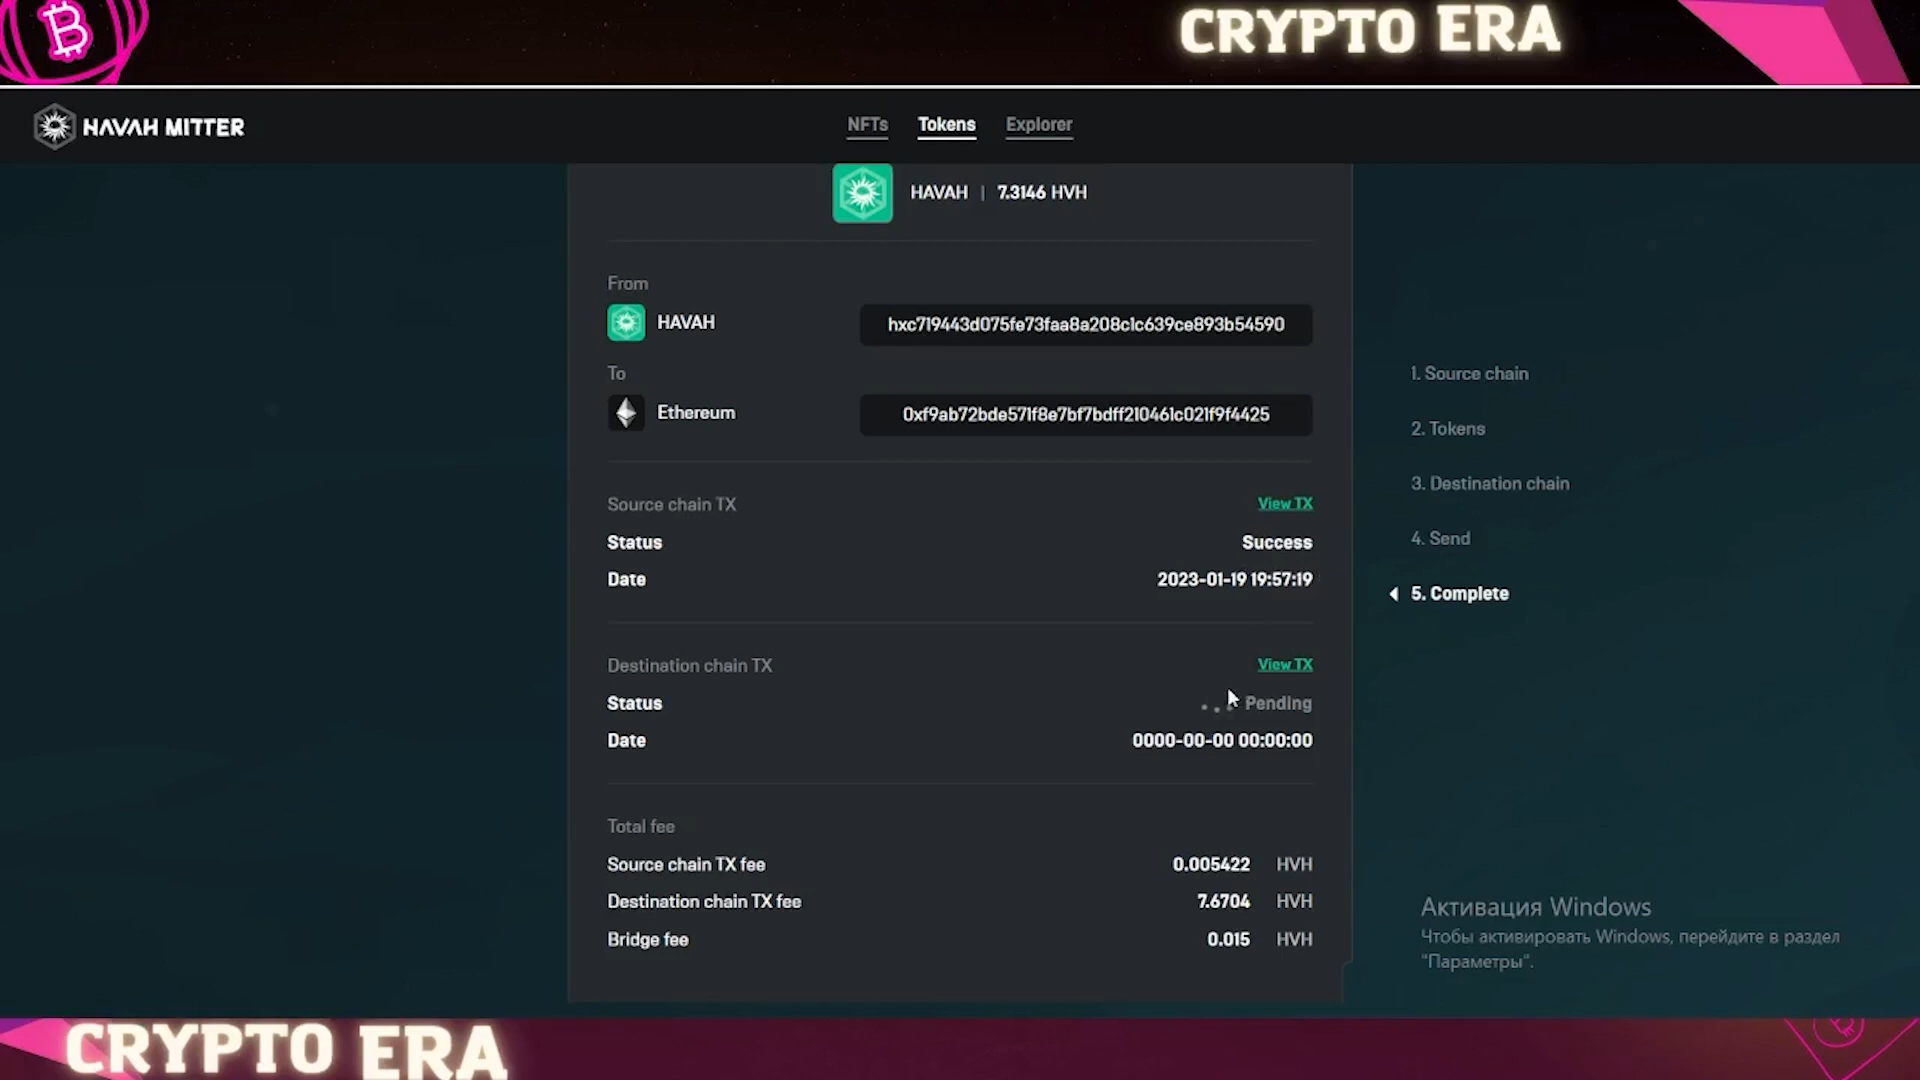 CRYPTO ERA
HAVAH MITTER
NFTs Tokens Explorer
HAVAH | 7.3146 HVH
From
HAVAH hxc719443d075fe73faa8a208c1c639ce893b54590
To
Ethereum 0xf9ab72bde571f8e7bf7bdff210461c021f9f4425
Source chain TX View TX
Status Success
Date 2023-01-19 19:57:19
Destination chain TX View TX
Status ... Pending
Date 0000-00-00 00:00:00
Total fee
Source chain TX fee 0.005422 HVH
Destination chain TX fee 7.6704 HVH
Bridge fee 0.015 HVH
1. Source chain
2. Tokens
3. Destination chain
4. Send
5. Complete
Активация Windows
Чтобы активировать Windows, перейдите в раздел
"Параметры".
CRYPTO ERA